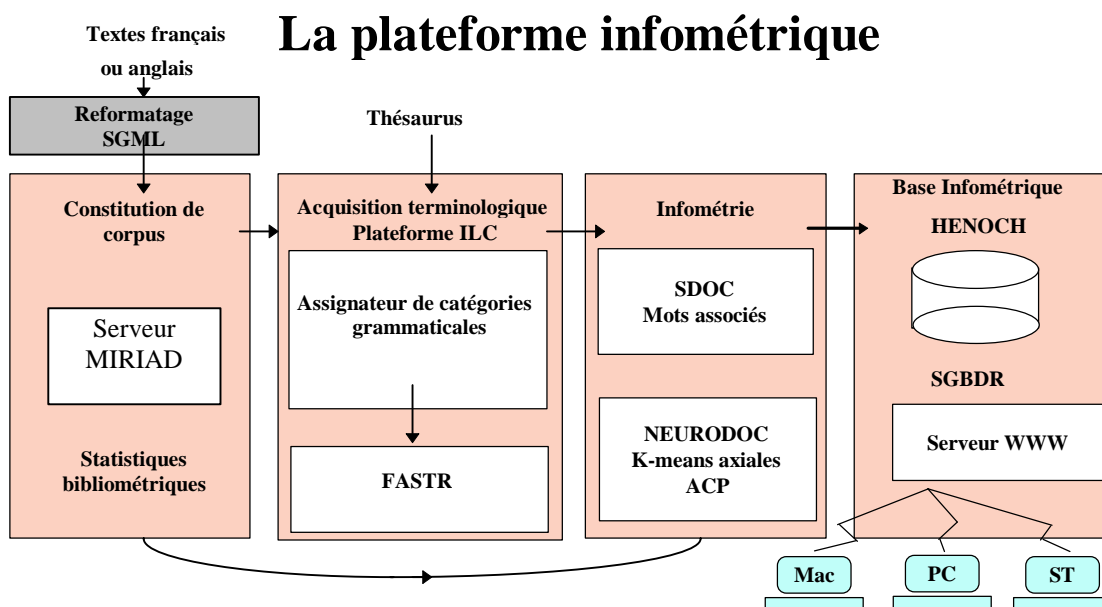 La plateforme infométrique
Textes français
ou anglais
Reformatage
SGML
Thésaurus
Constitution de
corpus
Serveur
MIRIAD
Statistiques
bibliométriques
Acquisition terminologique
Plateforme ILC
Assignateur de catégories
grammaticales
FASTR
Infométrie
SDOC
Mots associés
NEURODOC
K-means axiales
ACP
Base Infométrique
HENOCH
SGBDR
Serveur WWW
Mac
PC
ST